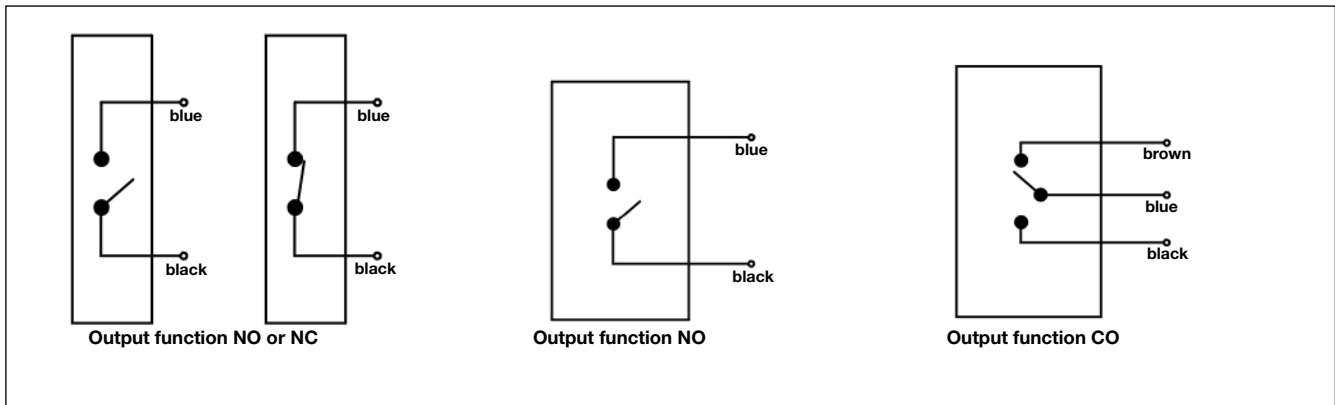 blue
black
blue
black
Output function NO or NC
blue
black
Output function NO
brown
blue
black
Output function CO